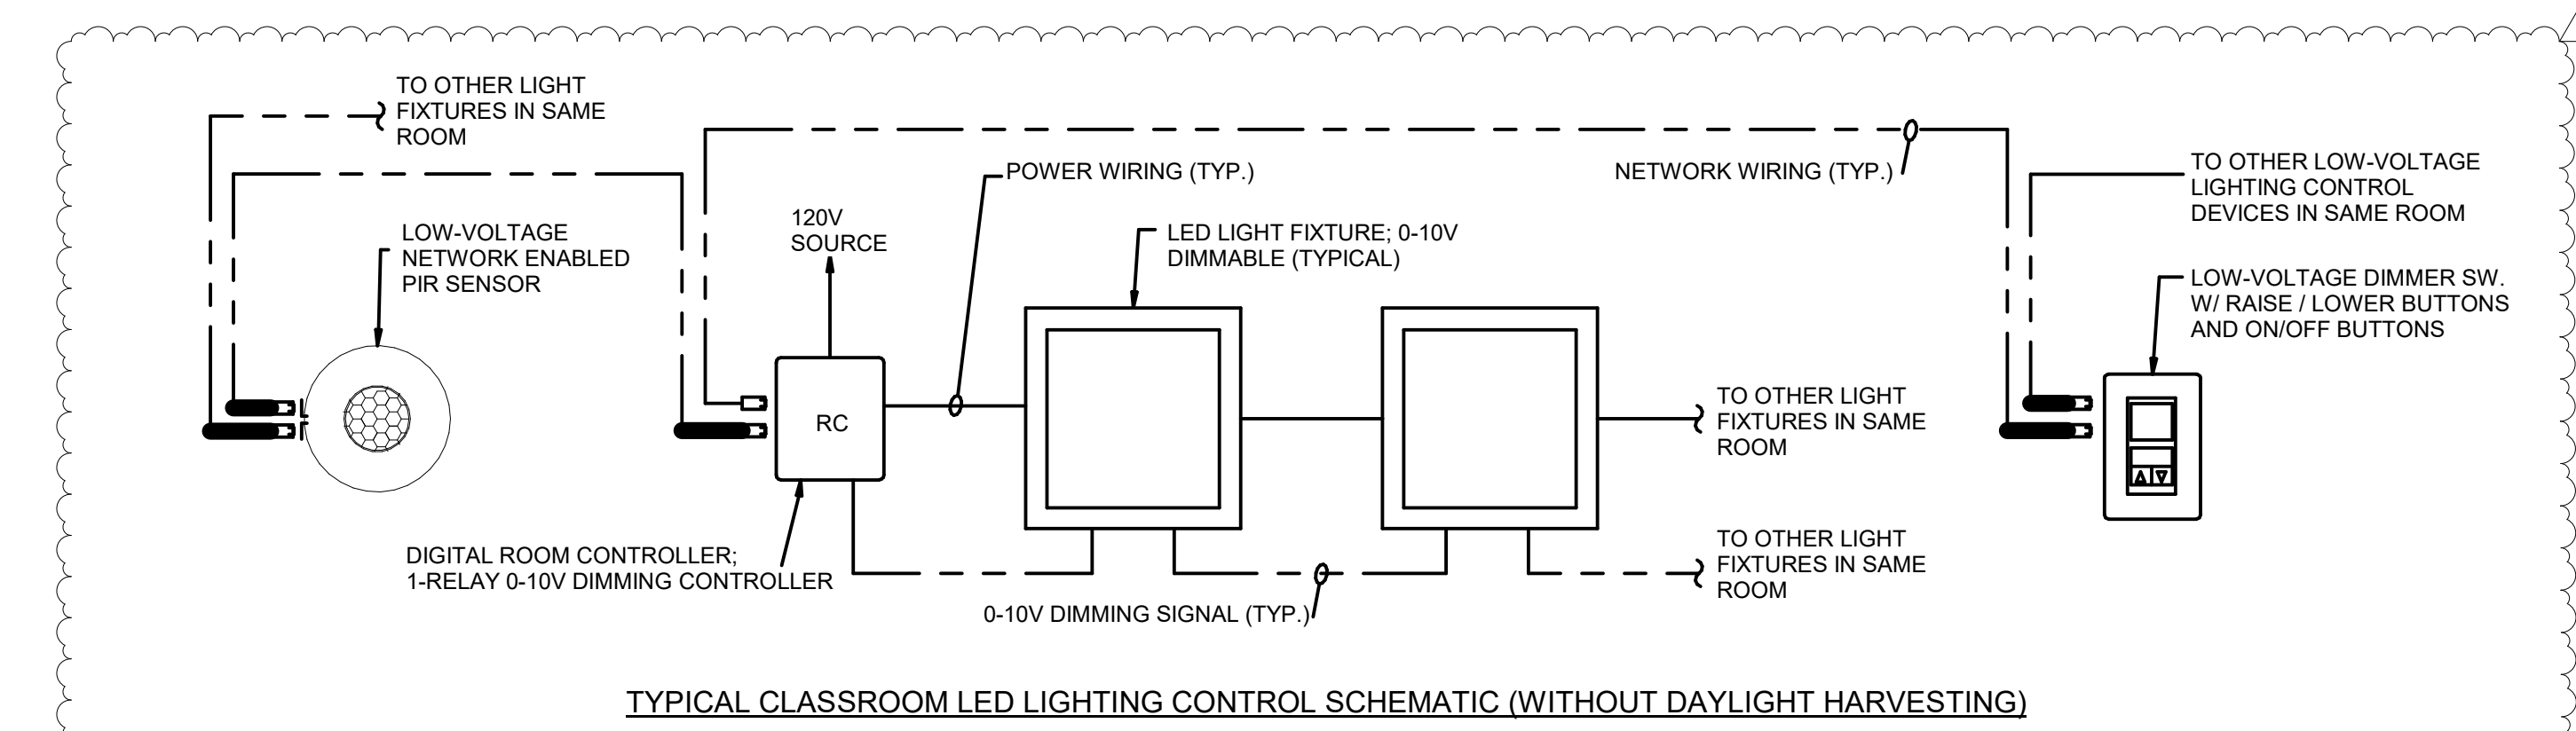 TO OTHER LIGHT
FIXTURES IN SAME
ROOM
LOW-VOLTAGE
NETWORK ENABLED
PIR SENSOR
120V
SOURCE
POWER WIRING (TYP.)
LED LIGHT FIXTURE; 0-10V
DIMMABLE (TYPICAL)
NETWORK WIRING (TYP.)
TO OTHER LOW-VOLTAGE
LIGHTING CONTROL
DEVICES IN SAME ROOM
LOW-VOLTAGE DIMMER SW.
W/ RAISE / LOWER BUTTONS
AND ON/OFF BUTTONS
RC
TO OTHER LIGHT
FIXTURES IN SAME
ROOM
DIGITAL ROOM CONTROLLER;
1-RELAY 0-10V DIMMING CONTROLLER
0-10V DIMMING SIGNAL (TYP.)
TO OTHER LIGHT
FIXTURES IN SAME
ROOM
TYPICAL CLASSROOM LED LIGHTING CONTROL SCHEMATIC (WITHOUT DAYLIGHT HARVESTING)